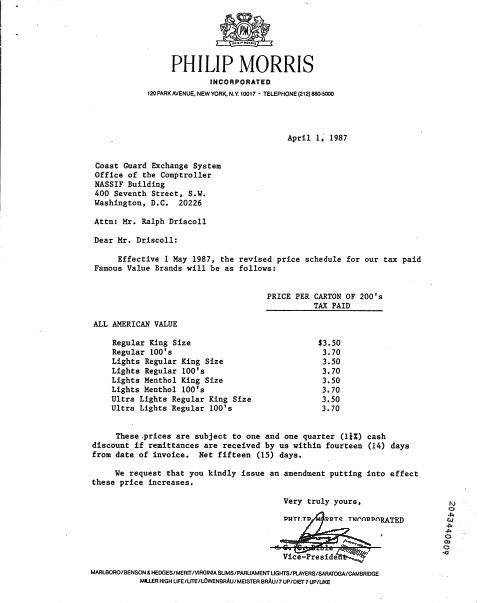 PM
PHILIP MORRIS
INCORPORATED
120 PARK AVENUE, NEW YORK, N.Y. 10017 • TELEPHONE (212) 880-5000
April 1, 1987
Coast Guard Exchange System
Office of the Comptroller
NASSIF Building
400 Seventh Street, S.W.
Washington, D.C. 20226
Attn: Mr. Ralph Driscoll
Dear Mr. Driscoll:
Effective 1 May 1987, the revised price schedule for our tax paid
Famous Value Brands will be as follows:
PRICE PER CARTON OF 200's
TAX PAID
ALL AMERICAN VALUE
Regular King Size $3.50
Regular 100's 3.70
Lights Regular King Size 3.50
Lights Regular 100's 3.70
Lights Menthol King Size 3.50
Lights Menthol 100's 3.70
Ultra Lights Regular King Size 3.50
Ultra Lights Regular 100's 3.70
These prices are subject to one and one quarter (1¼%) cash
discount if remittances are received by us within fourteen (14) days
from date of invoice. Net fifteen (15) days.
We request that you kindly issue an amendment putting into effect
these price increases.
Very truly yours,
PHILIP MORRIS INCORPORATED
Vice-President
2043440809
MARLBORO/BENSON & HEDGES/MERIT/VIRGINIA SLIMS/PARLIAMENT LIGHTS/PLAYERS/SARATOGA/CAMBRIDGE
MILLER HIGH LIFE/LITE/LÖWENBRÄU/MEISTER BRÄU/7 UP/DIET 7 UP/LIKE